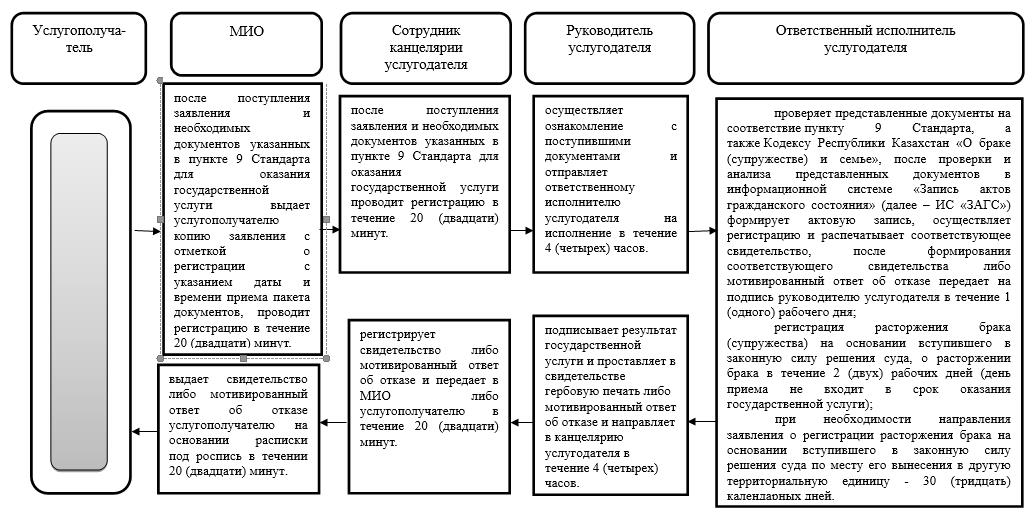 Услугополуча-
тель
МИО
Сотрудник
канцелярии
услугодателя
Руководитель
услугодателя
Ответственный исполнитель
услугодателя
после поступления
заявления и
необходимых
документов указанных
в пункте 9 Стандарта
для оказания
государственной
услуги выдает
услугополучателю
копию заявления с
отметкой о
регистрации с
указанием даты и
времени приема пакета
документов, проводит
регистрацию в течение
20 (двадцати) минут.
после поступления
заявления и необходимых
документов указанных в
пункте 9 Стандарта для
оказания
государственной услуги
проводит регистрацию в
течение 20 (двадцати)
минут.
осуществляет
ознакомление с
поступившими
документами и
отправляет
ответственному
исполнителю
услугодателя на
исполнение в течение
4 (четырех) часов.
проверяет представленные документы на
соответствие пункту 9 Стандарта, а
также Кодексу Республики Казахстан «О браке
(супружестве) и семье», после проверки и
анализа представленных документов в
информационной системе «Запись актов
гражданского состояния» (далее – ИС «ЗАГС»)
формирует актовую запись, осуществляет
регистрацию и распечатывает соответствующее
свидетельство, после формирования
соответствующего свидетельства либо
мотивированный ответ об отказе передает на
подпись руководителю услугодателя в течение 1
(одного) рабочего дня;
регистрация расторжения брака
(супружества) на основании вступившего в
законную силу решения суда, о расторжении
брака в течение 2 (двух) рабочих дней (день
приема не входит в срок оказания
государственной услуги);
при необходимости направления
заявления о регистрации расторжения брака на
основании вступившего в законную силу
решения суда по месту его вынесения в другую
территориальную единицу - 30 (тридцать)
календарных дней.
подписывает результат
государственной
услуги и проставляет в
свидетельстве
гербовую печать либо
мотивированный ответ
об отказе и направляет
в канцелярию
услугодателя в
течение 4 (четырех)
часов.
регистрирует
свидетельство либо
мотивированный ответ
об отказе и передает в
МИО либо
услугополучателю в
течение 20 (двадцати)
минут.
выдает свидетельство
либо мотивированный
ответ об отказе
услугополучателю на
основании расписки
под роспись в течении
20 (двадцати) минут.